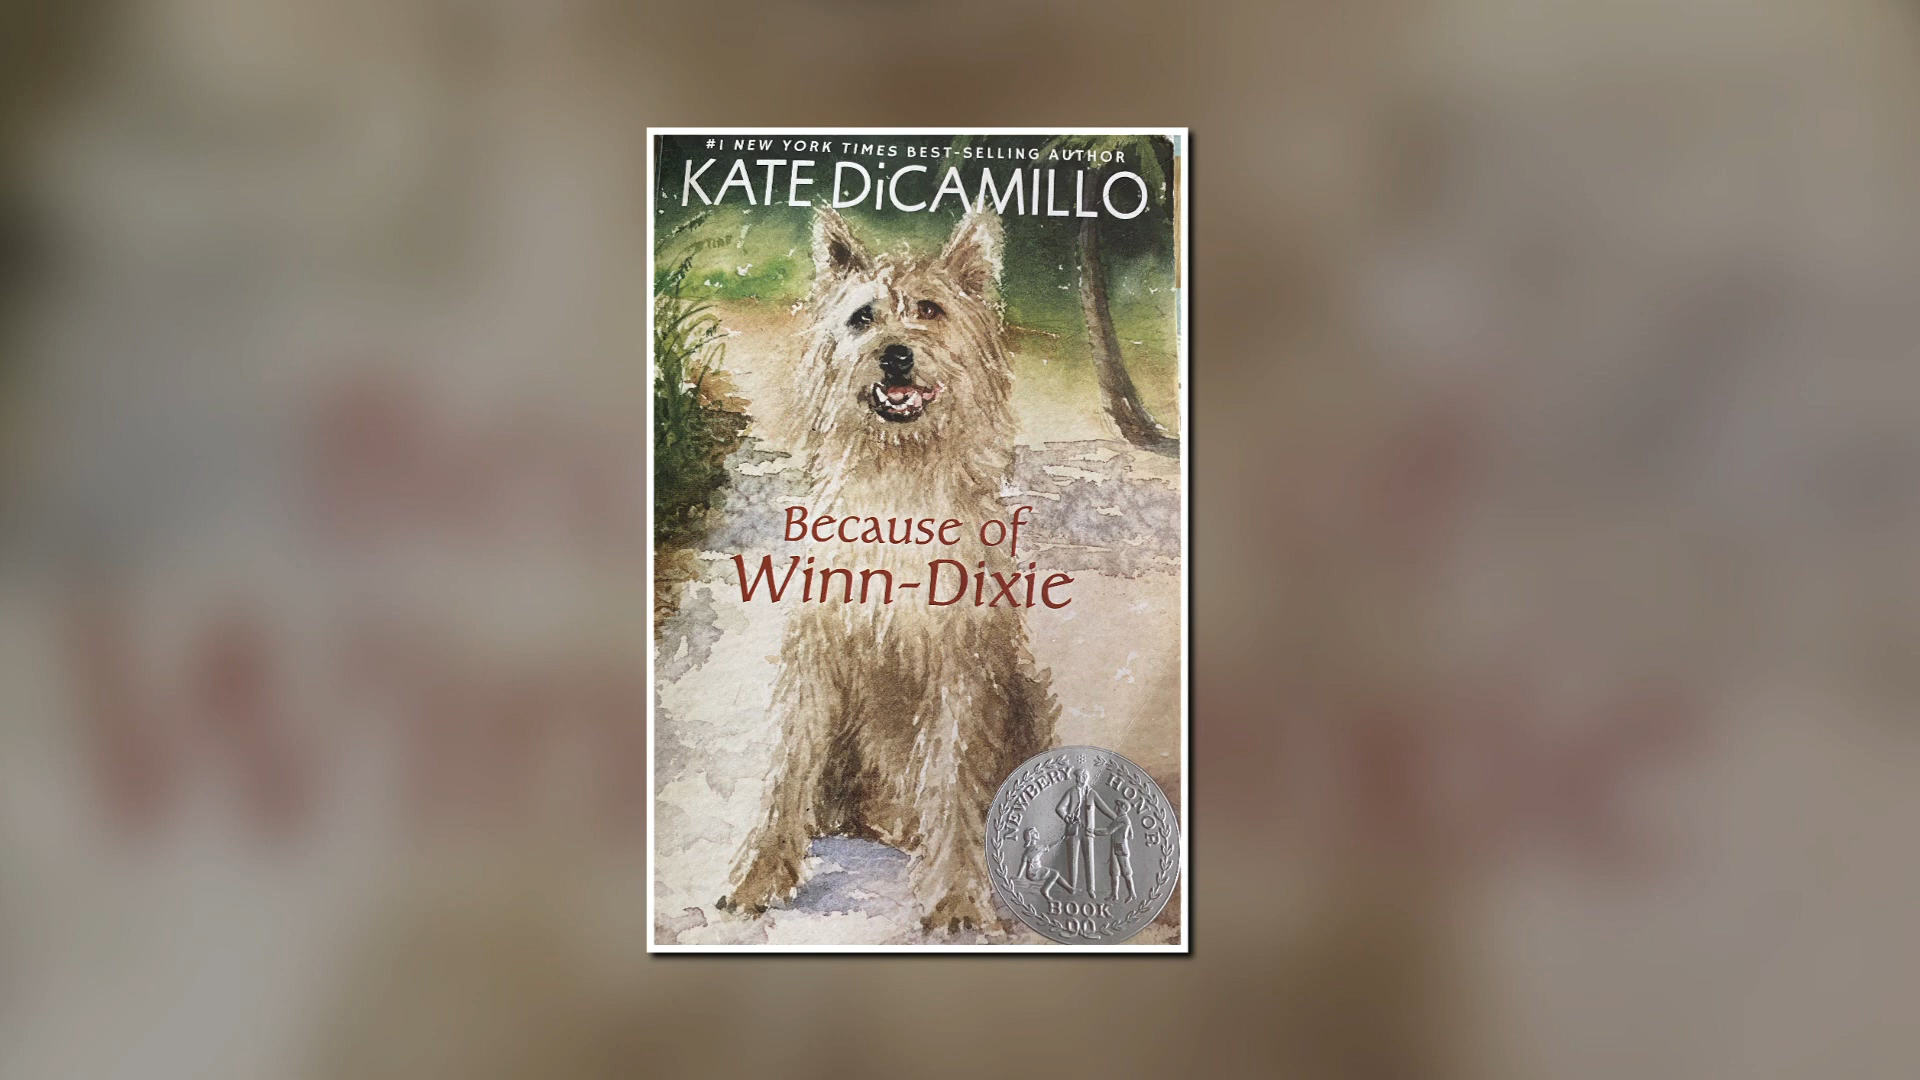 #1 NEW YORK TIMES BEST-SELLING AUTHOR
KATE DiCAMILLO
Because of
Winn-Dixie
NEWBERY HONOR
BOOK